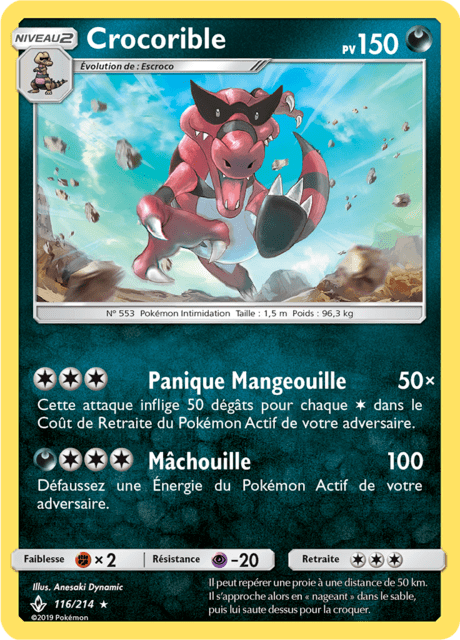 NIVEAU2
Crocorible
PV150
Évolution de : Escroco
N° 553 Pokémon Intimidation Taille : 1,5 m Poids : 96,3 kg
Panique Mangeouille 50×
Cette attaque inflige 50 dégâts pour chaque dans le
Coût de Retraite du Pokémon Actif de votre adversaire.
Mâchouille 100
Défaussez une Énergie du Pokémon Actif de votre
adversaire.
Faiblesse × 2 Résistance -20 Retraite
Illus. Anesaki Dynamic
116/214
©2019 Pokémon
Il peut repérer une proie à une distance de 50 km.
Il s'approche alors en « nageant » dans le sable,
puis lui saute dessus pour la croquer.